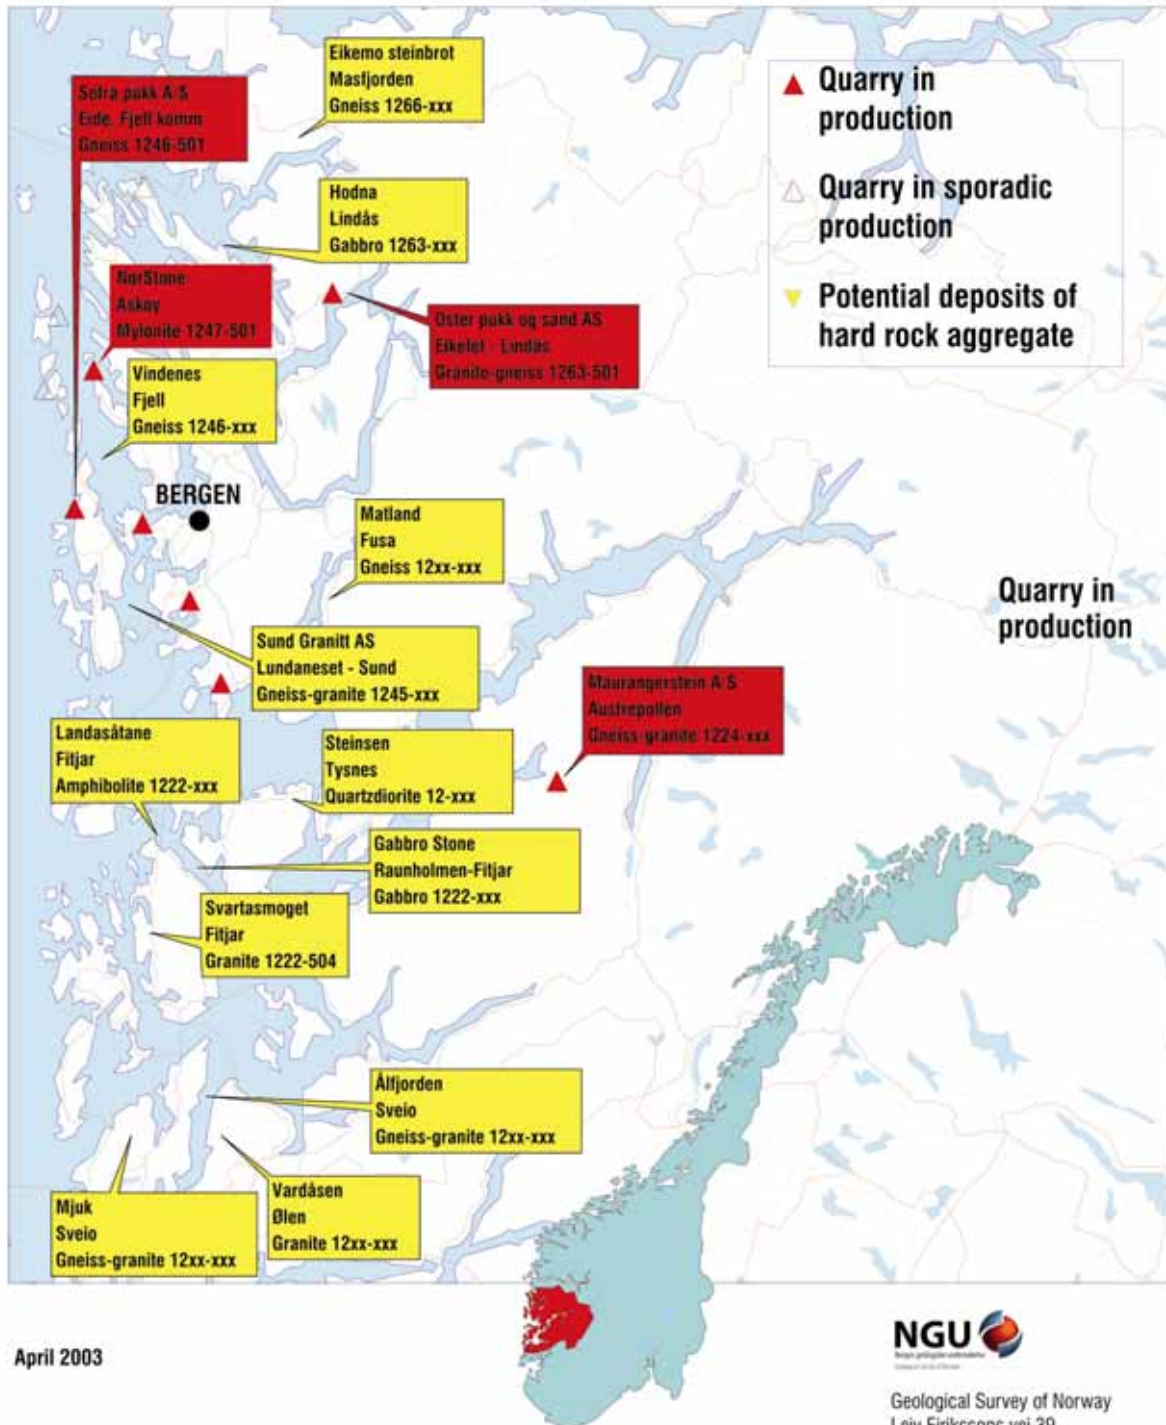 Eikemo steinbrot
Masfjorden
Gneiss 1266-xxx
Sotra pukk A/S
Eide. Fjell komm
Gneiss 1246-501
Quarry in
production
Quarry in sporadic
production
Potential deposits of
hard rock aggregate
Hodna
Lindås
Gabbro 1263-xxx
NorStone
Askøy
Mylonite 1247-501
Oster pukk og sand AS
Eikefet - Lindås
Granite-gneiss 1263-501
Vindenes
Fjell
Gneiss 1246-xxx
BERGEN
Matland
Fusa
Gneiss 12xx-xxx
Quarry in
production
Sund Granitt AS
Lundaneset - Sund
Gneiss-granite 1245-xxx
Maurangerstein A/S
Austrepollen
Gneiss-granite 1224-xxx
Landasåtane
Fitjar
Amphibolite 1222-xxx
Steinsen
Tysnes
Quartzdiorite 12-xxx
Gabbro Stone
Raunholmen-Fitjar
Gabbro 1222-xxx
Svartasmoget
Fitjar
Granite 1222-504
Ålfjorden
Sveio
Gneiss-granite 12xx-xxx
Vardåsen
Ølen
Granite 12xx-xxx
Mjuk
Sveio
Gneiss-granite 12xx-xxx
April 2003
NGU
Geological Survey of Norway
Leiv Eirikssons vei 39